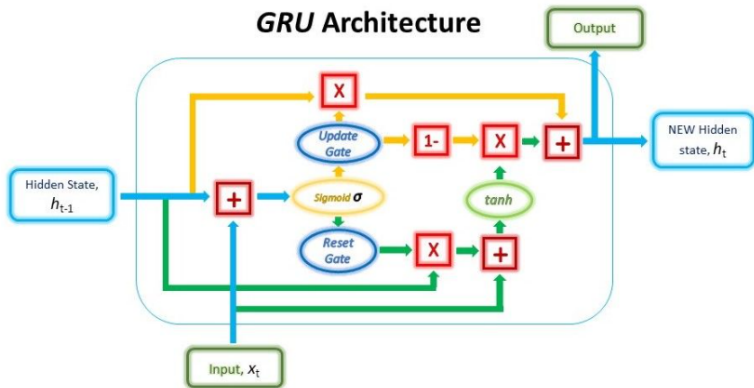 GRU Architecture
Output
X
Update
Gate
1-
X
+
NEW Hidden
state, hₜ
Hidden State,
hₜ₋₁
+
Sigmoid σ
tanh
Reset
Gate
X
+
Input, xₜ